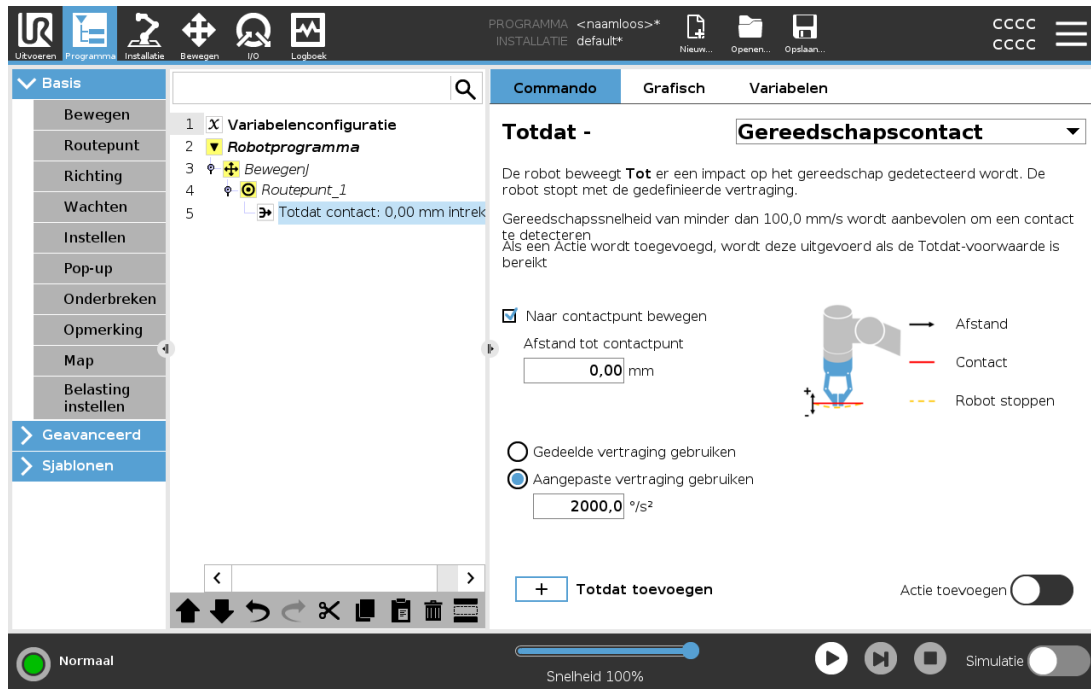 UR
PROGRAMMA <naamloos>*
INSTALLATIE default*
Uitvoeren Programma Installatie Bewegen I/O Logboek
Nieuw... Openen... Opslaan...
CCCC
CCCC
Basis
Bewegen
Routepunt
Richting
Wachten
Instellen
Pop-up
Onderbreken
Opmerking
Map
Belasting
instellen
Geavanceerd
Sjablonen
1 X Variabelenconfiguratie
2 Robotprogramma
3 BewegenJ
4 Routepunt_1
5 Totdat contact: 0,00 mm intrek
Commando Grafisch Variabelen
Totdat - Gereedschapscontact
De robot beweegt Tot er een impact op het gereedschap gedetecteerd wordt. De
robot stopt met de gedefinieerde vertraging.
Gereedschapssnelheid van minder dan 100,0 mm/s wordt aanbevolen om een contact
te detecteren
Als een Actie wordt toegevoegd, wordt deze uitgevoerd als de Totdat-voorwaarde is
bereikt
Naar contactpunt bewegen
Afstand tot contactpunt
0,00 mm
Afstand
Contact
Robot stoppen
+
-
Gedeelde vertraging gebruiken
Aangepaste vertraging gebruiken
2000,0 °/s²
+ Totdat toevoegen
Actie toevoegen
Normaal
Snelheid 100%
Simulatie